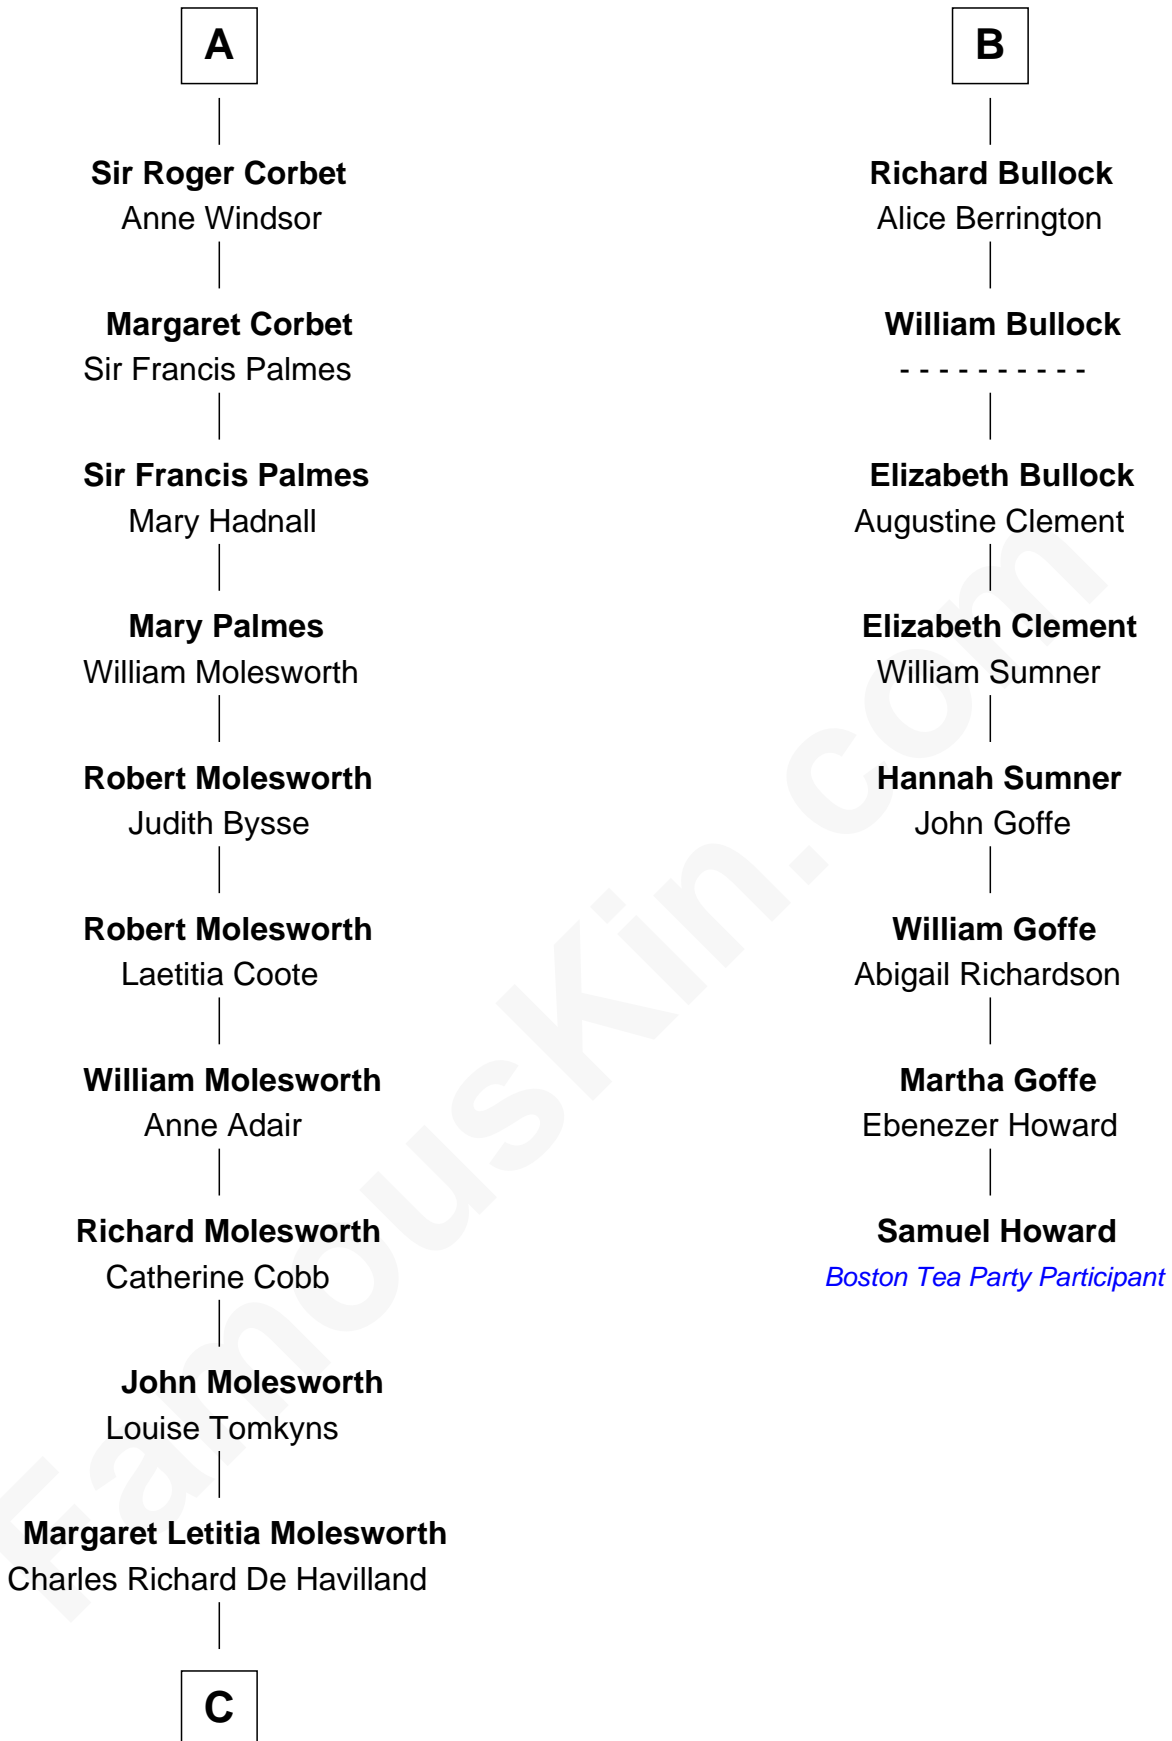 A
Sir Roger Corbet
Anne Windsor
Margaret Corbet
Sir Francis Palmes
Sir Francis Palmes
Mary Hadnall
Mary Palmes
William Molesworth
Robert Molesworth
Judith Bysse
Robert Molesworth
Laetitia Coote
William Molesworth
Anne Adair
Richard Molesworth
Catherine Cobb
John Molesworth
Louise Tomkyns
Margaret Letitia Molesworth
Charles Richard De Havilland
C
B
Richard Bullock
Alice Berrington
William Bullock
- - - - - - - - - -
Elizabeth Bullock
Augustine Clement
Elizabeth Clement
William Sumner
Hannah Sumner
John Goffe
William Goffe
Abigail Richardson
Martha Goffe
Ebenezer Howard
Samuel Howard
Boston Tea Party Participant
FamousKin.com